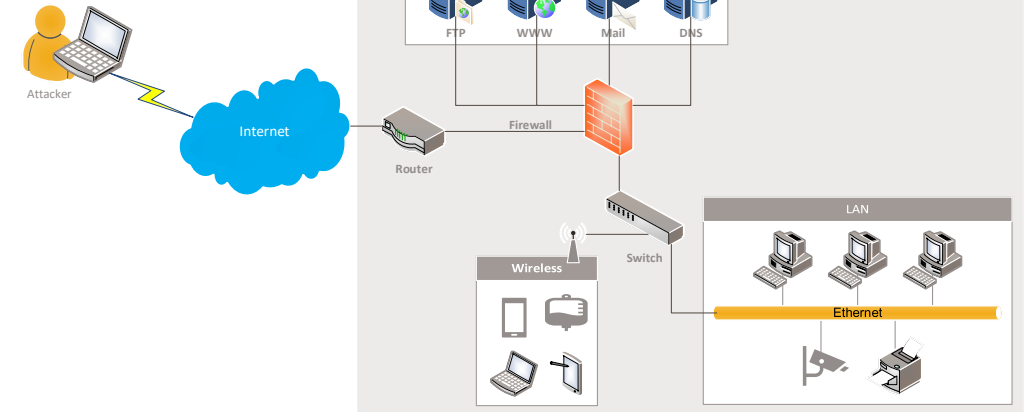 FTP
WWW
Mail
DNS
Attacker
Internet
Firewall
Router
LAN
Switch
Wireless
Ethernet